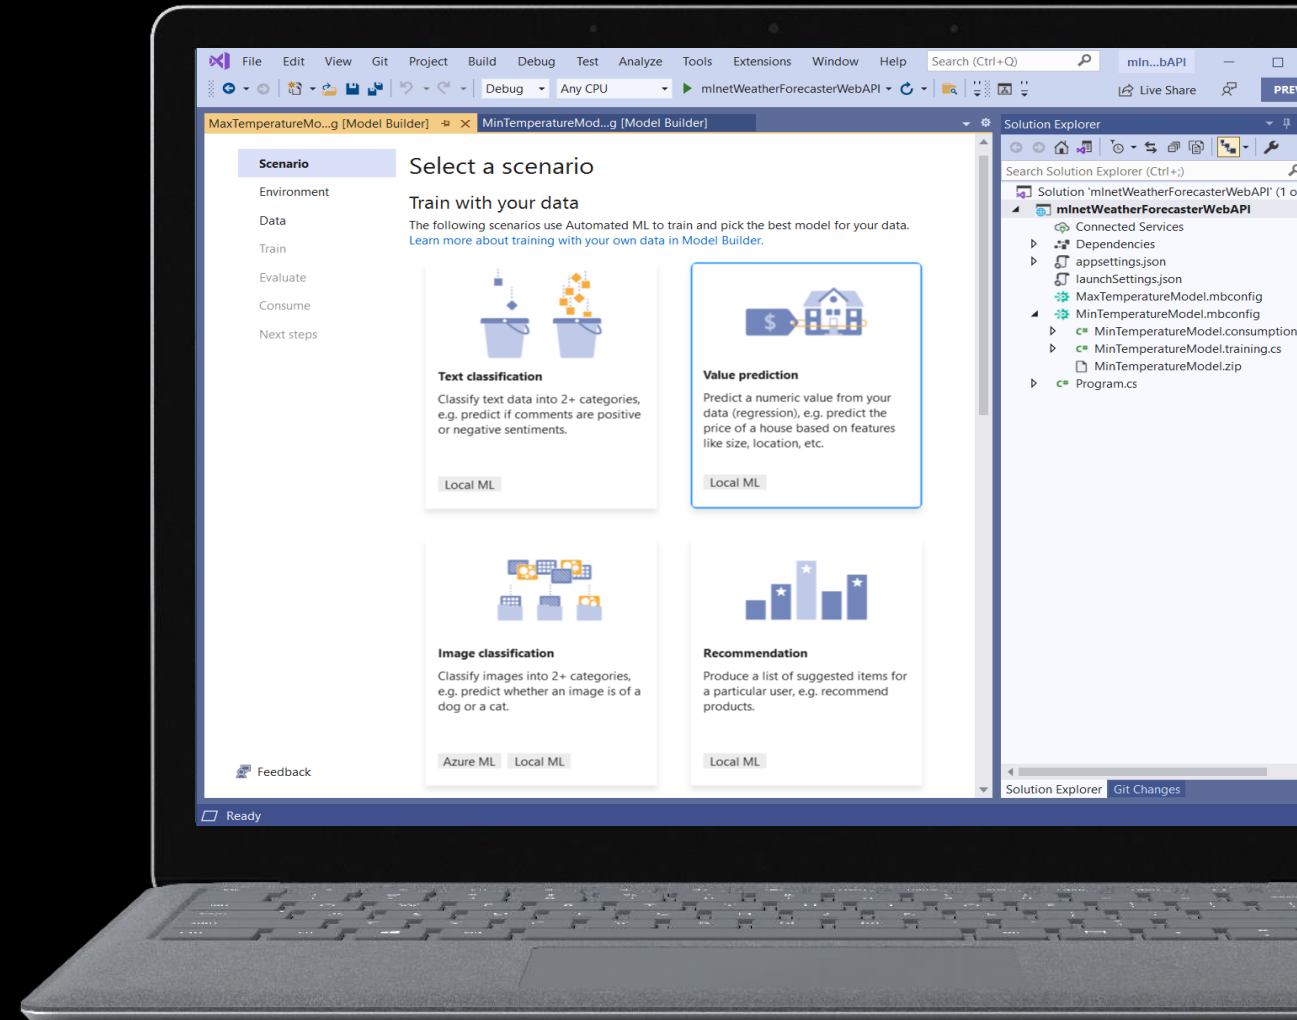 File Edit View Git Project Build Debug Test Analyze Tools Extensions Window Help Search (Ctrl+Q) mln...bAPI
Debug Any CPU mlnetWeatherForecasterWebAPI Live Share PRE
MaxTemperatureMo...g [Model Builder] MinTemperatureMod...g [Model Builder]
Scenario
Environment
Data
Train
Evaluate
Consume
Next steps
Feedback
Select a scenario
Train with your data
The following scenarios use Automated ML to train and pick the best model for your data.
Learn more about training with your own data in Model Builder.
Text classification
Classify text data into 2+ categories,
e.g. predict if comments are positive
or negative sentiments.
Local ML
$
Value prediction
Predict a numeric value from your
data (regression), e.g. predict the
price of a house based on features
like size, location, etc.
Local ML
Image classification
Classify images into 2+ categories,
e.g. predict whether an image is of a
dog or a cat.
Azure ML Local ML
Recommendation
Produce a list of suggested items for
a particular user, e.g. recommend
products.
Local ML
Solution Explorer
Search Solution Explorer (Ctrl+;)
Solution 'mlnetWeatherForecasterWebAPI' (1 o
mlnetWeatherForecasterWebAPI
Connected Services
Dependencies
appsettings.json
launchSettings.json
MaxTemperatureModel.mbconfig
MinTemperatureModel.mbconfig
C# MinTemperatureModel.consumption
C# MinTemperatureModel.training.cs
MinTemperatureModel.zip
C# Program.cs
Solution Explorer Git Changes
Ready